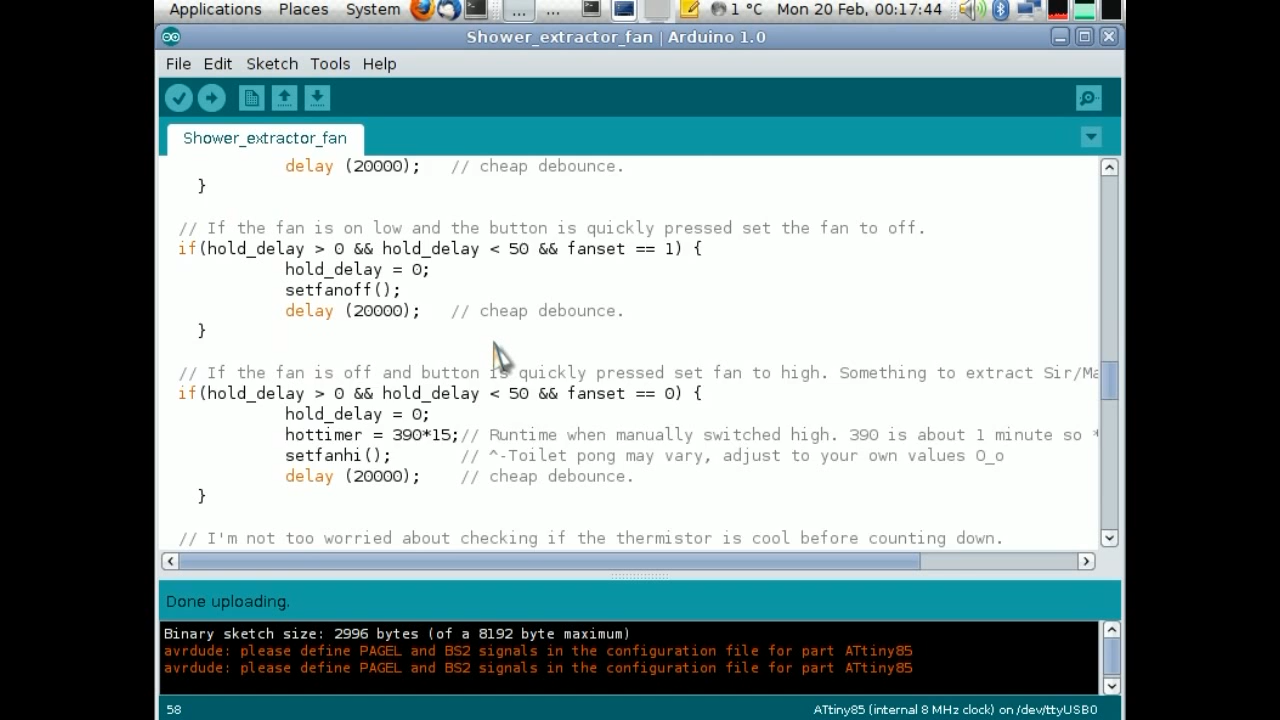 Applications Places System ... ... 1 °C Mon 20 Feb, 00:17:44
Shower_extractor_fan | Arduino 1.0
File Edit Sketch Tools Help
Shower_extractor_fan
delay (20000); // cheap debounce.
}
// If the fan is on low and the button is quickly pressed set the fan to off.
if(hold_delay > 0 && hold_delay < 50 && fanset == 1) {
hold_delay = 0;
setfanoff();
delay (20000); // cheap debounce.
}
// If the fan is off and button is quickly pressed set fan to high. Something to extract Sir/Ma
if(hold_delay > 0 && hold_delay < 50 && fanset == 0) {
hold_delay = 0;
hottimer = 390*15;// Runtime when manually switched high. 390 is about 1 minute so *
setfanhi(); // ^-Toilet pong may vary, adjust to your own values O_o
delay (20000); // cheap debounce.
}
// I'm not too worried about checking if the thermistor is cool before counting down.
Done uploading.
Binary sketch size: 2996 bytes (of a 8192 byte maximum)
avrdude: please define PAGEL and BS2 signals in the configuration file for part ATtiny85
avrdude: please define PAGEL and BS2 signals in the configuration file for part ATtiny85
58 ATtiny85 (internal 8 MHz clock) on /dev/ttyUSB0